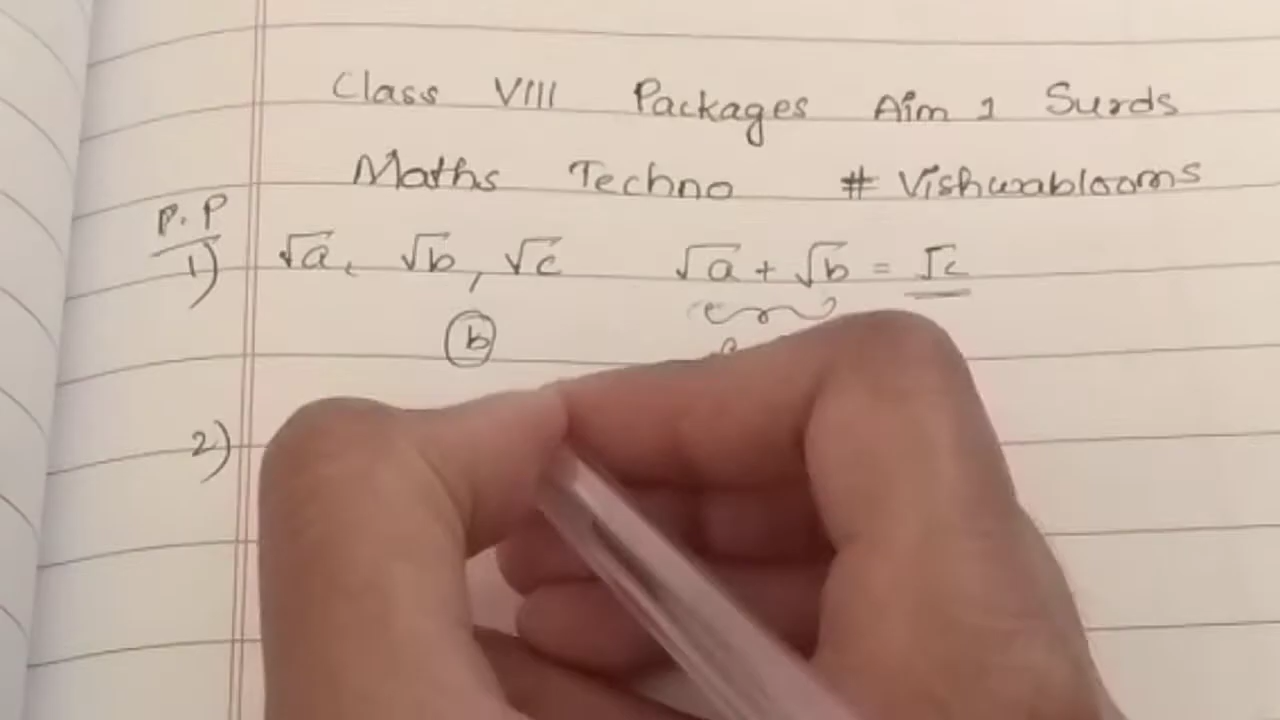 Class VIII Packages Aim 1 Surds
Maths Techno # Vishwablooms
P.P
1) √a, √b, √c √a + √b = √c
b
2)